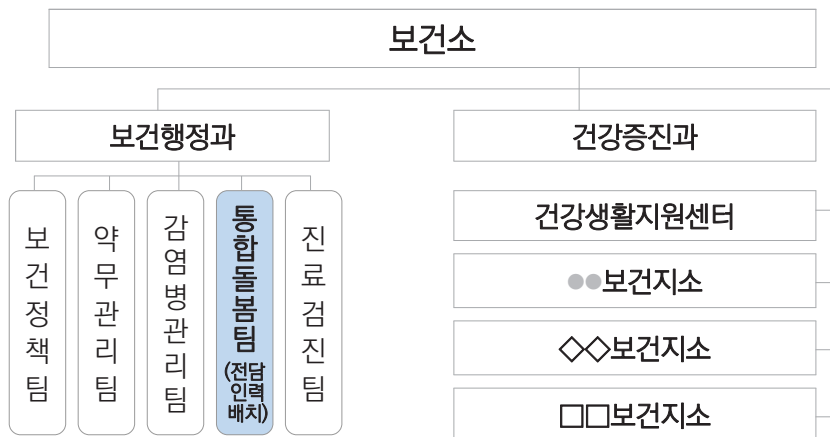 보건소
보건행정과
건강증진과
보건정책팀
약무관리팀
감염병관리팀
통합돌봄팀
(전담
인력
배치)
진료검진팀
건강생활지원센터
●●보건지소
◇◇보건지소
□□보건지소